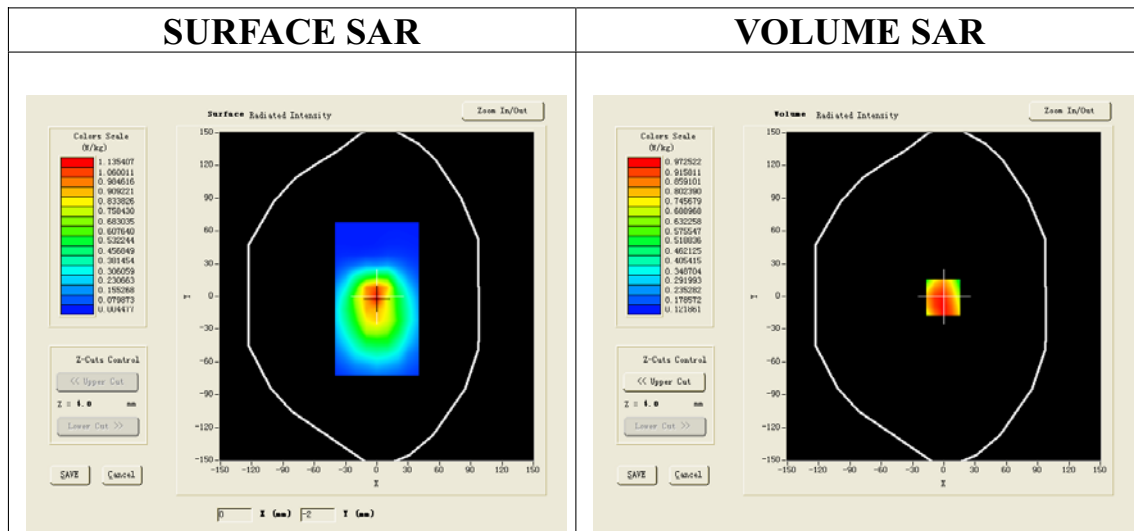 SURFACE SAR
VOLUME SAR
Surface Radiated Intensity
Zoom In/Out
Colors Scale
(W/kg)
1.135407
1.060011
0.984616
0.909221
0.833826
0.758430
0.683035
0.607640
0.532244
0.456849
0.381454
0.306059
0.230663
0.155268
0.079873
0.004477
150
120
90
60
30
0
-30
-60
-90
-120
-150
Y
-150 -120 -90 -60 -30 0 30 60 90 120 150
X
Z-Cuts Control
<< Upper Cut
Z = 4.0 mm
Lower Cut >>
SAVE
Cancel
0 X (mm) -2 Y (mm)
Volume Radiated Intensity
Zoom In/Out
Colors Scale
(W/kg)
0.972522
0.915811
0.859101
0.802390
0.745679
0.688968
0.632258
0.575547
0.518836
0.462125
0.405415
0.348704
0.291993
0.235282
0.178572
0.121861
150
120
90
60
30
0
-30
-60
-90
-120
-150
Y
-150 -120 -90 -60 -30 0 30 60 90 120 150
X
Z-Cuts Control
<< Upper Cut
Z = 4.0 mm
Lower Cut >>
SAVE
Cancel